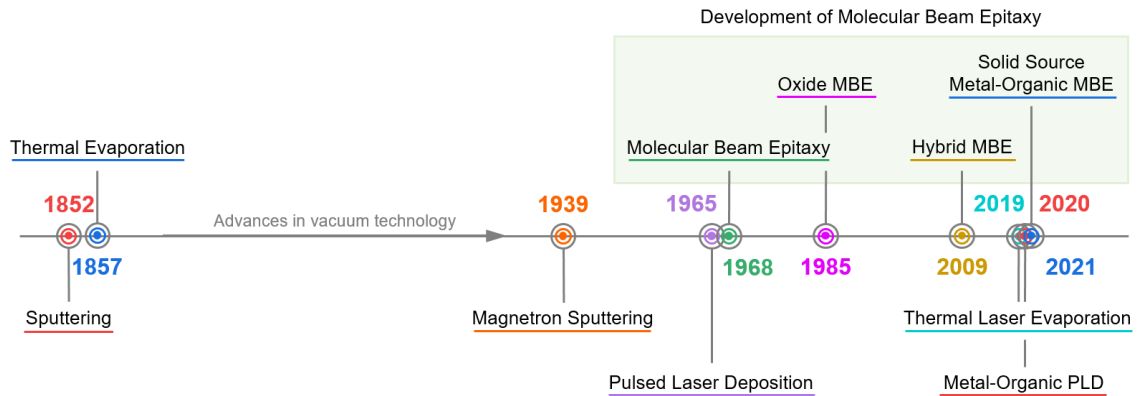 Development of Molecular Beam Epitaxy
Solid Source
Metal-Organic MBE
Oxide MBE
Thermal Evaporation
Molecular Beam Epitaxy
Hybrid MBE
1852
Advances in vacuum technology
1939
1965
2019
2020
1857
1968
1985
2009
2021
Sputtering
Magnetron Sputtering
Thermal Laser Evaporation
Pulsed Laser Deposition
Metal-Organic PLD